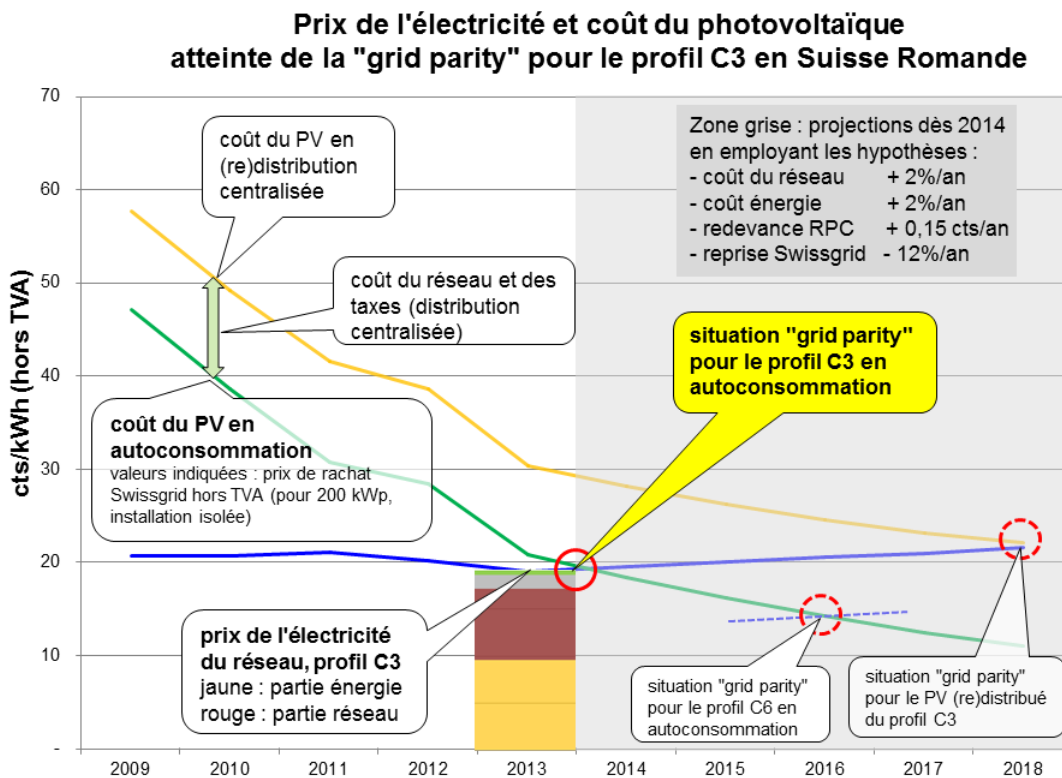 Prix de l'électricité et coût du photovoltaïque
atteinte de la "grid parity" pour le profil C3 en Suisse Romande
cts/kWh (hors TVA)
70
60
50
40
30
20
10
-
coût du PV en
(re)distribution
centralisée
Zone grise : projections dès 2014
en employant les hypothèses :
- coût du réseau + 2%/an
- coût énergie + 2%/an
- redevance RPC + 0,15 cts/an
- reprise Swissgrid - 12%/an
coût du réseau et des
taxes (distribution
centralisée)
situation "grid parity"
pour le profil C3 en
autoconsommation
coût du PV en
autoconsommation
valeurs indiquées : prix de rachat
Swissgrid hors TVA (pour 200 kWp,
installation isolée)
prix de l'électricité
du réseau, profil C3
jaune : partie énergie
rouge : partie réseau
situation "grid parity"
pour le profil C6 en
autoconsommation
situation "grid parity"
pour le PV (re)distribué
du profil C3
2009 2010 2011 2012 2013 2014 2015 2016 2017 2018